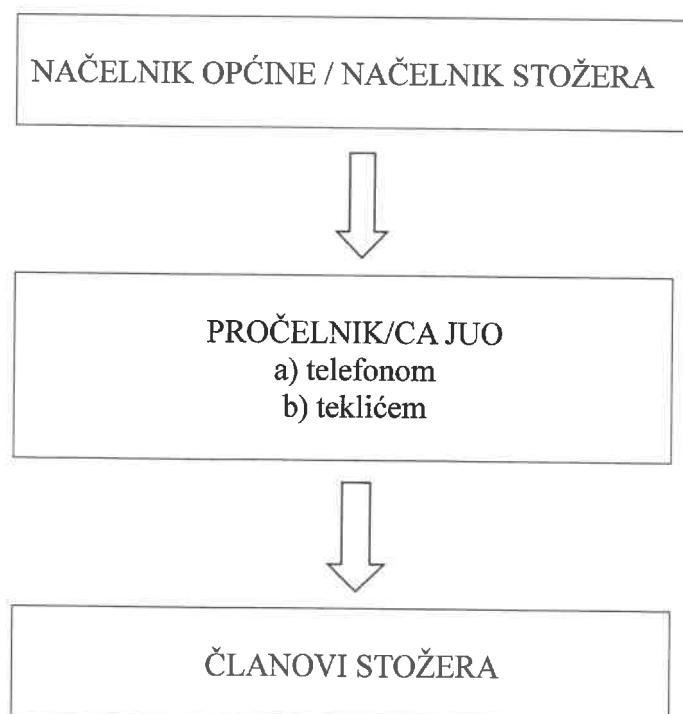 NAČELNIK OPĆINE / NAČELNIK STOŽERA
PROČELNIK/CA JUO
a) telefonom
b) teklićem
ČLANOVI STOŽERA